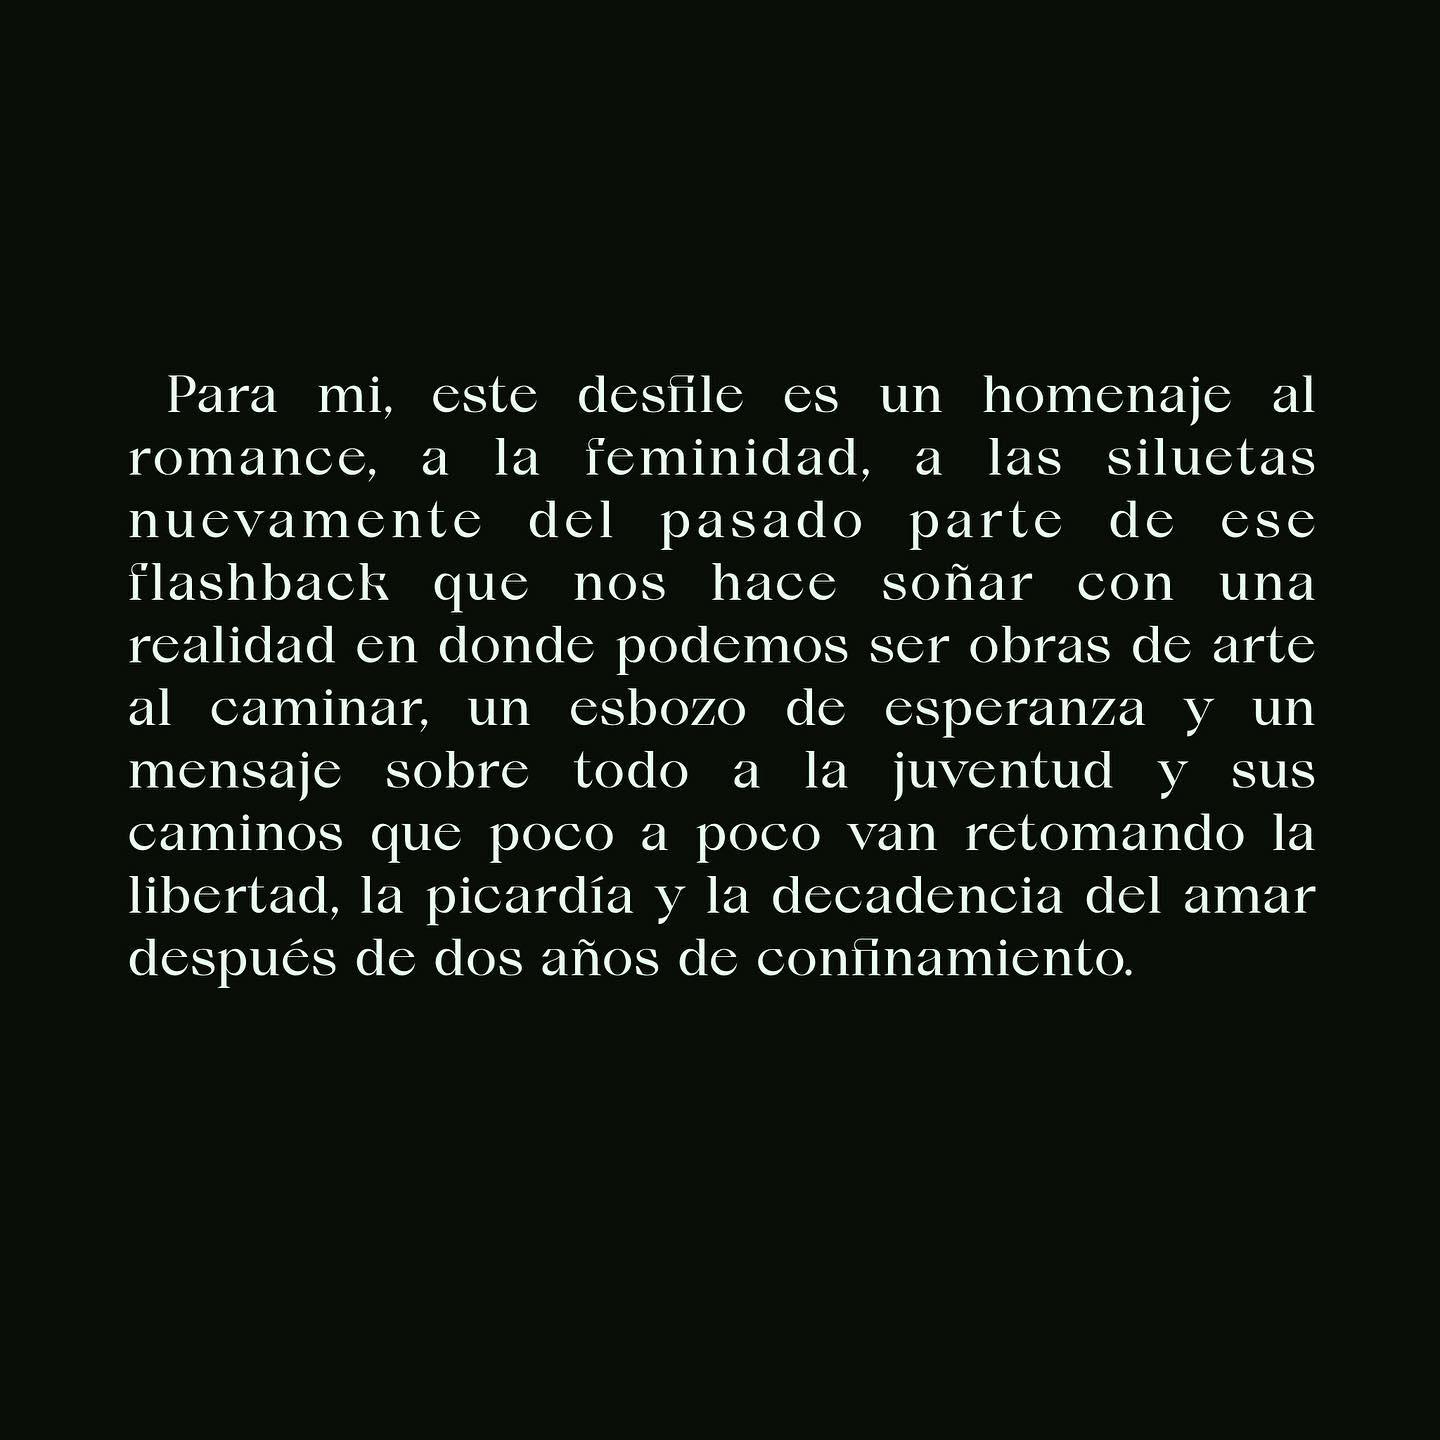 Para mi, este desfile es un homenaje al
romance, a la feminidad, a las siluetas
nuevamente del pasado parte de ese
flashback que nos hace soñar con una
realidad en donde podemos ser obras de arte
al caminar, un esbozo de esperanza y un
mensaje sobre todo a la juventud y sus
caminos que poco a poco van retomando la
libertad, la picardía y la decadencia del amar
después de dos años de confinamiento.